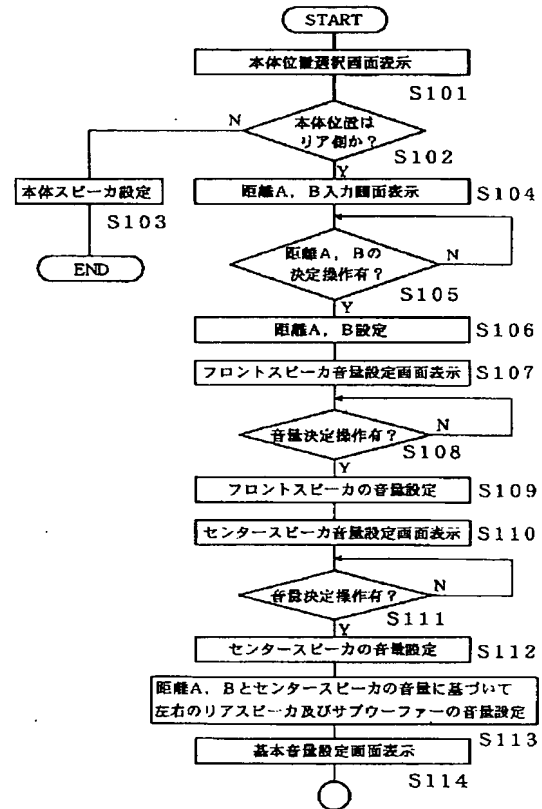 START
本体位置選択画面表示
S101
本体位置は
リア側か?
N
S102
Y
本体スピーカ設定
S103
END
距離A,B入力画面表示
S104
距離A,Bの
決定操作有?
N
S105
Y
距離A,B設定
S106
フロントスピーカ音量設定画面表示
S107
音量決定操作有?
N
S108
Y
フロントスピーカの音量設定
S109
センタースピーカ音量設定画面表示
S110
音量決定操作有?
N
S111
Y
センタースピーカの音量設定
S112
距離A,Bとセンタースピーカの音量に基づいて
左右のリアスピーカ及びサブウーファーの音量設定
S113
基本音量設定画面表示
S114